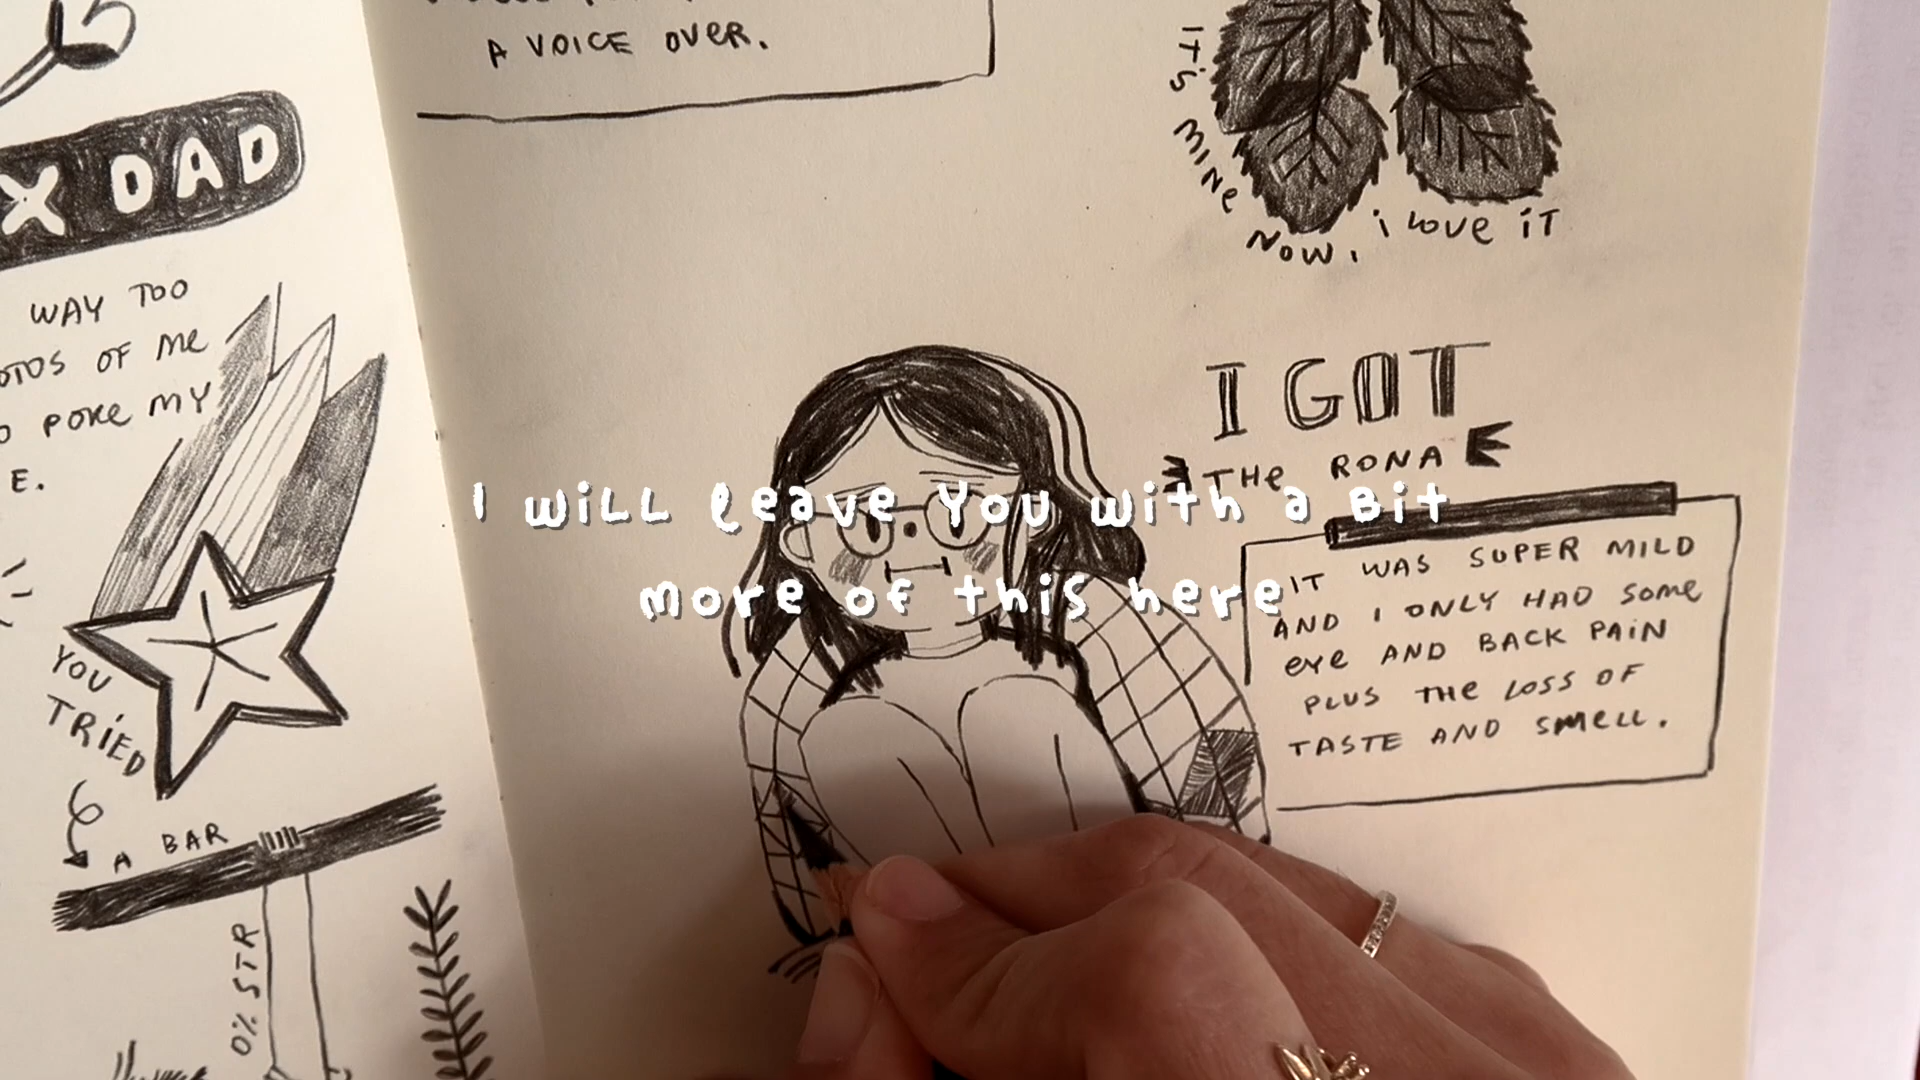 A VOICE OVER.
X DAD
WAY TOO
OF ME
POKE MY
E.
YOU
TRIED
A BAR
0% STR
IT'S MINE NOW, I LOVE IT
I GOT
THE RONA
IT WAS SUPER MILD
AND I ONLY HAD SOME
EYE AND BACK PAIN
PLUS THE LOSS OF
TASTE AND SMELL.
I WILL leave YOU with a Bit
more of this here